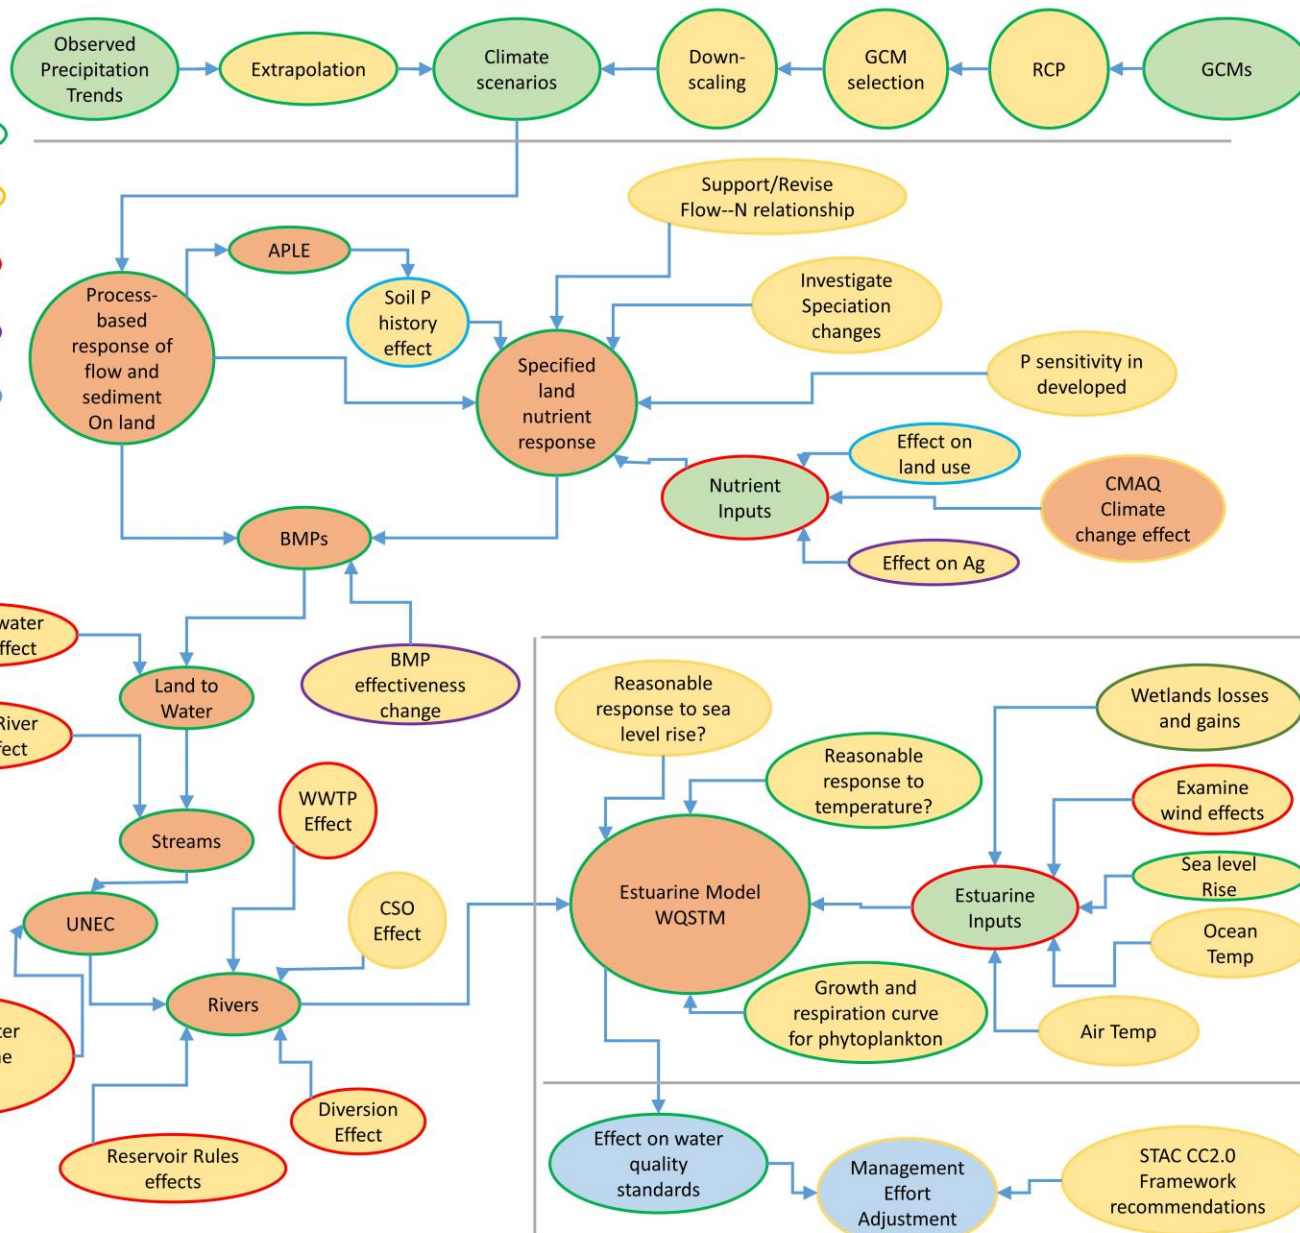 Observed
Precipitation
Trends
Extrapolation
Climate
scenarios
Down-
scaling
GCM
selection
RCP
GCMs
Support/Revise
Flow--N relationship
APLE
Process-
based
response of
flow and
sediment
On land
Soil P
history
effect
Investigate
Speciation
changes
Specified
land
nutrient
response
P sensitivity in
developed
Effect on
land use
Nutrient
Inputs
CMAQ
Climate
change effect
BMPs
Effect on Ag
water
ffect
BMP
effectiveness
change
Land to
Water
River
fect
Reasonable
response to sea
level rise?
Wetlands losses
and gains
Reasonable
response to
temperature?
Examine
wind effects
WWTP
Effect
Streams
Sea level
Rise
Estuarine Model
WQSTM
Estuarine
Inputs
UNEC
CSO
Effect
Ocean
Temp
Rivers
Growth and
respiration curve
for phytoplankton
Air Temp
ter
ne
Diversion
Effect
Reservoir Rules
effects
Effect on water
quality
standards
Management
Effort
Adjustment
STAC CC2.0
Framework
recommendations